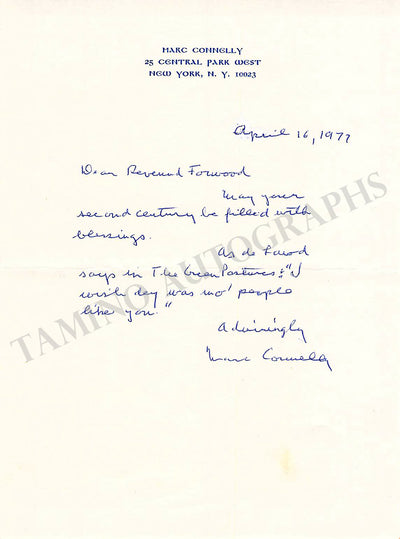 MARC CONNELLY
25 CENTRAL PARK WEST
NEW YORK, N. Y. 10023
April 16, 1977
Dear Reverend Forwood
May your
second century be filled with
blessings.
As de Lawd
says in The Green Pastures: "I
wish dey was mo' people
like you."
Admiringly
Marc Connelly
TAMINO AUTOGRAPHS